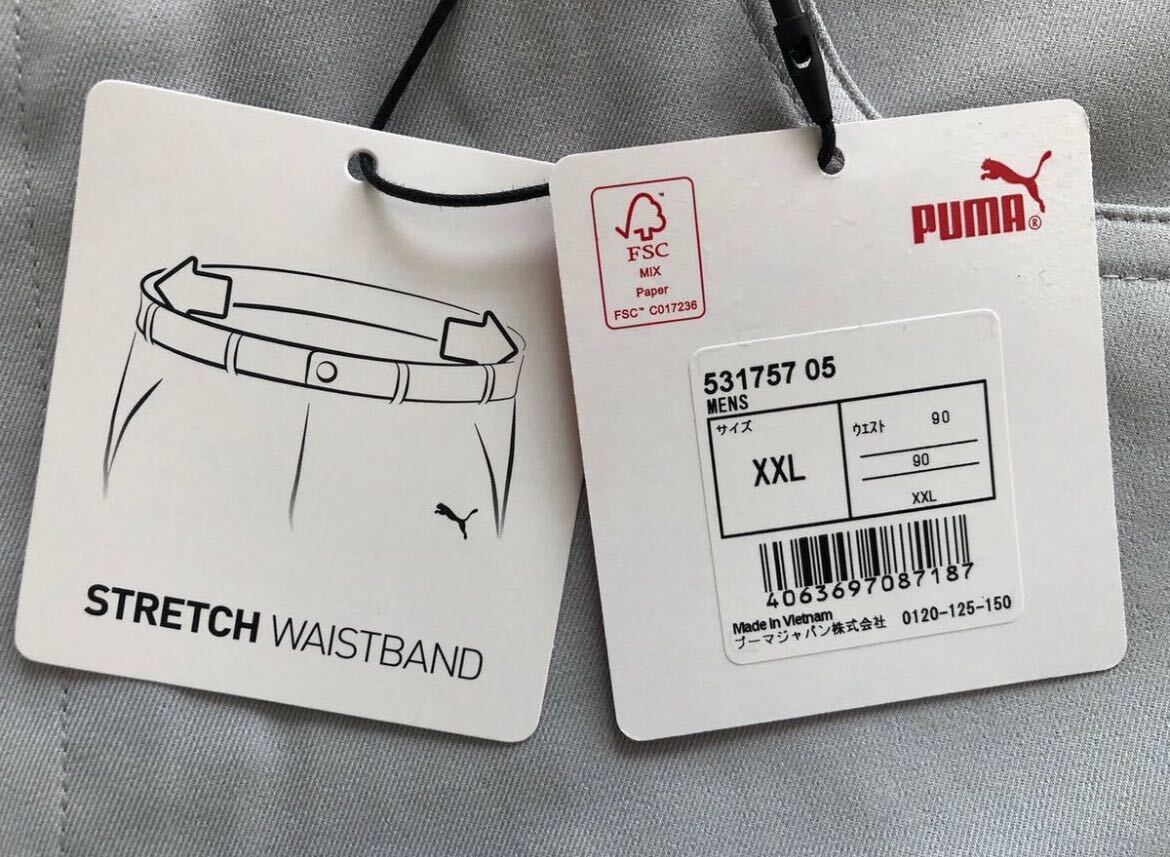 STRETCH WAISTBAND
FSC™
MIX
Paper
FSC™ C017236
PUMA®
531757 05
MENS
サイズ
XXL
ウエスト 90
90
XXL
4063697087187
Made in Vietnam
プーマジャパン株式会社 0120-125-150